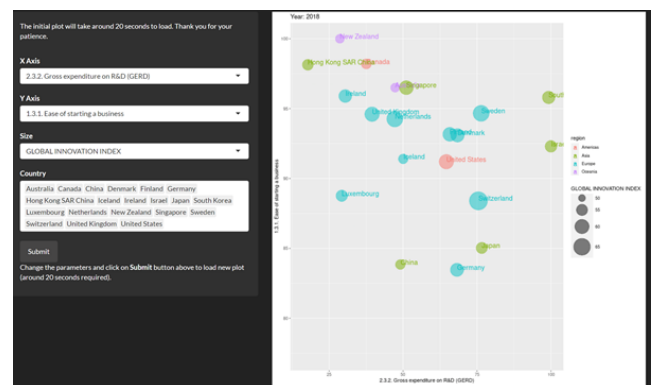 The initial plot will take around 20 seconds to load. Thank you for your
patience.
X Axis
2.3.2. Gross expenditure on R&D (GERD)
Y Axis
1.3.1. Ease of starting a business
Size
GLOBAL INNOVATION INDEX
Country
Australia Canada China Denmark Finland Germany
Hong Kong SAR China Iceland Ireland Israel Japan South Korea
Luxembourg Netherlands New Zealand Singapore Sweden
Switzerland United Kingdom United States
Submit
Change the parameters and click on Submit button above to load new plot
(around 20 seconds required).
Year: 2018
1.3.1. Ease of starting a business
100
New Zealand
Hong Kong SAR China
Canada
Singapore
Ireland
South
United Kingdom
Netherlands
Sweden
Denmark
Israe
Iceland
United States
Luxembourg
Switzerland
Japan
China
Germany
25
50
75
100
2.3.2. Gross expenditure on R&D (GERD)
region
Americas
Asia
Europe
Oceania
GLOBAL INNOVATION INDEX